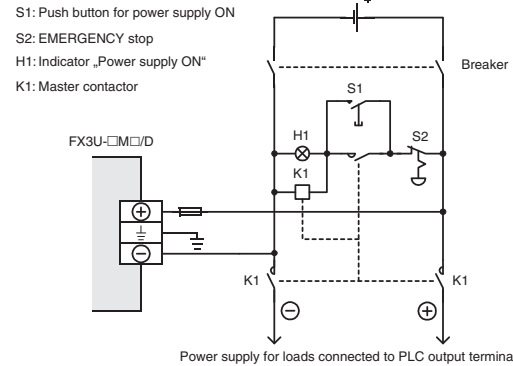 S1: Push button for power supply ON
S2: EMERGENCY stop
H1: Indicator „Power supply ON“
K1: Master contactor
Breaker
S1
FX3U-□M□/D
H1
S2
K1
+
−
K1
K1
−
+
Power supply for loads connected to PLC output termina